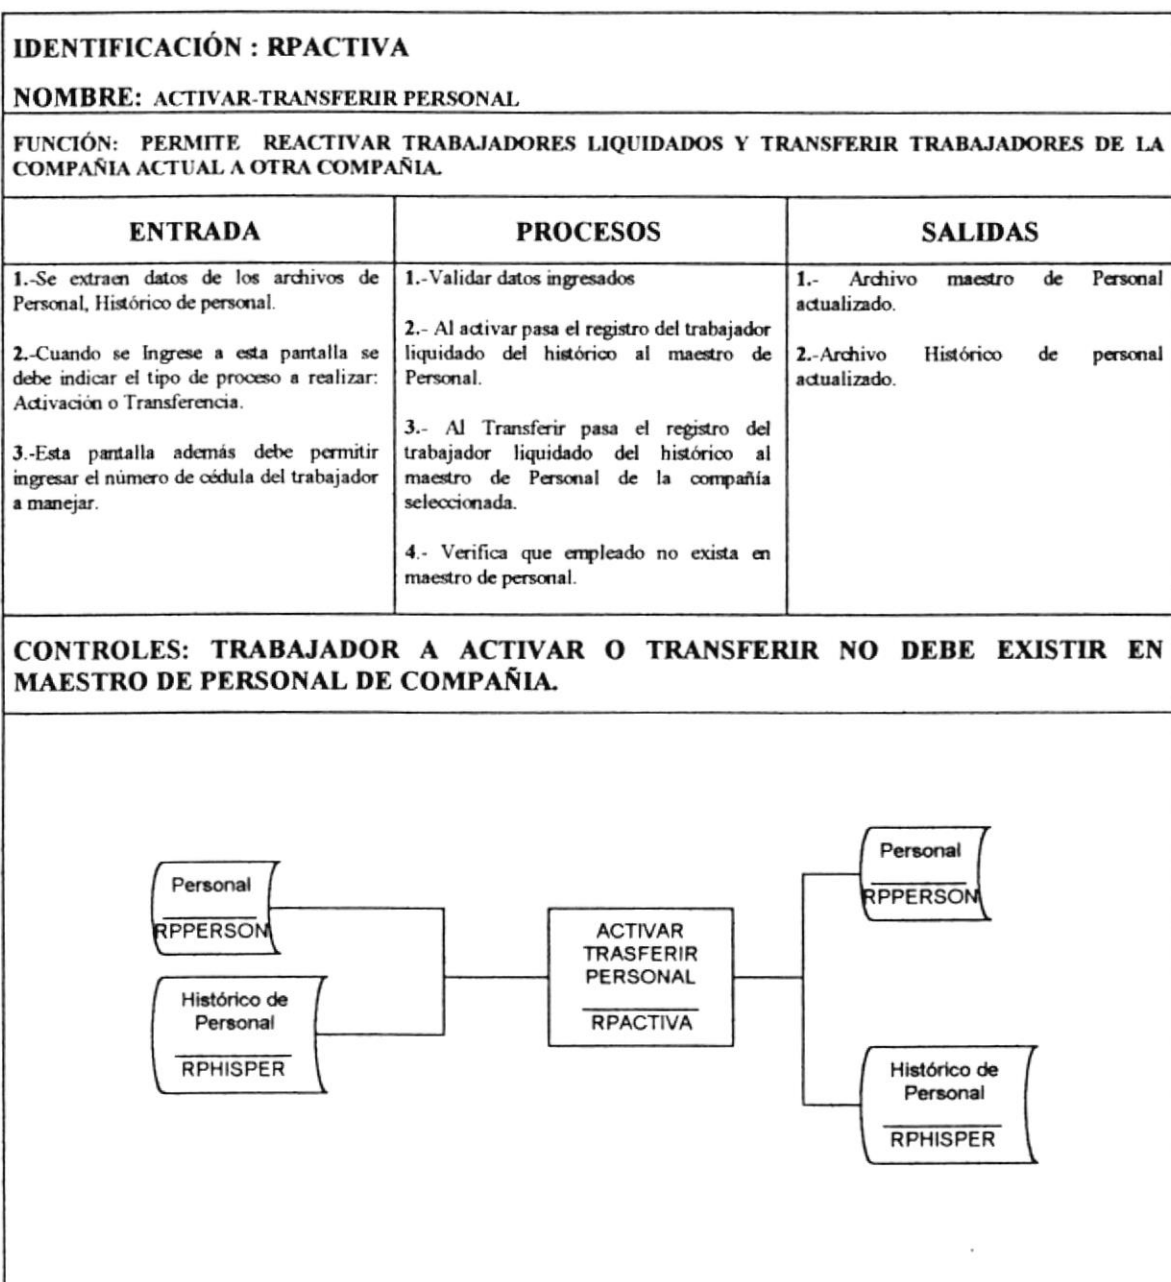 IDENTIFICACIÓN : RPACTIVA
NOMBRE: ACTIVAR-TRANSFERIR PERSONAL
FUNCIÓN: PERMITE REACTIVAR TRABAJADORES LIQUIDADOS Y TRANSFERIR TRABAJADORES DE LA
COMPAÑIA ACTUAL A OTRA COMPAÑIA.
ENTRADA
1.-Se extraen datos de los archivos de
Personal, Histórico de personal.
2.-Cuando se Ingrese a esta pantalla se
debe indicar el tipo de proceso a realizar:
Activación o Transferencia.
3.-Esta pantalla además debe permitir
ingresar el número de cédula del trabajador
a manejar.
PROCESOS
1.-Validar datos ingresados
2.- Al activar pasa el registro del trabajador
liquidado del histórico al maestro de
Personal.
3.- Al Transferir pasa el registro del
trabajador liquidado del histórico al
maestro de Personal de la compañía
seleccionada.
4.- Verifica que empleado no exista en
maestro de personal.
SALIDAS
1.- Archivo maestro de Personal
actualizado.
2.-Archivo Histórico de personal
actualizado.
CONTROLES: TRABAJADOR A ACTIVAR O TRANSFERIR NO DEBE EXISTIR EN
MAESTRO DE PERSONAL DE COMPAÑIA.
Personal
RPPERSON
Histórico de
Personal
RPHISPER
ACTIVAR
TRASFERIR
PERSONAL
RPACTIVA
Personal
RPPERSON
Histórico de
Personal
RPHISPER